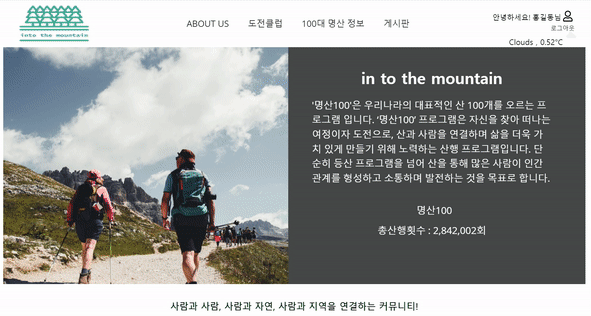 into the mountain
ABOUT US
도전클럽
100대 명산 정보
게시판
안녕하세요! 홍길동님
로그아웃
Clouds , 0.52°C
in to the mountain
'명산100'은 우리나라의 대표적인 산 100개를 오르는 프
로그램 입니다. '명산100' 프로그램은 자신을 찾아 떠나는
여정이자 도전으로, 산과 사람을 연결하며 삶을 더욱 가
치 있게 만들기 위해 노력하는 산행 프로그램입니다. 단
순히 등산 프로그램을 넘어 산을 통해 많은 사람이 인간
관계를 형성하고 소통하며 발전하는 것을 목표로 합니다.
명산100
총산행횟수 : 2,842,002회
사람과 사람, 사람과 자연, 사람과 지역을 연결하는 커뮤니티!